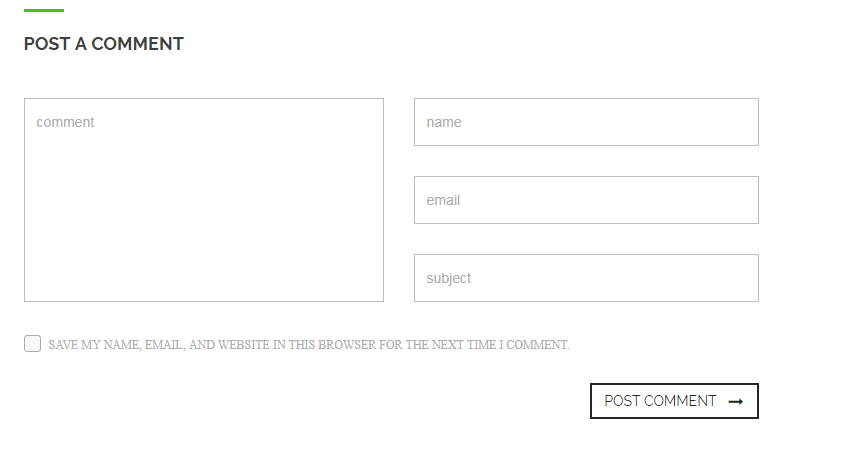 POST A COMMENT
comment
name
email
subject
SAVE MY NAME, EMAIL, AND WEBSITE IN THIS BROWSER FOR THE NEXT TIME I COMMENT.
POST COMMENT →